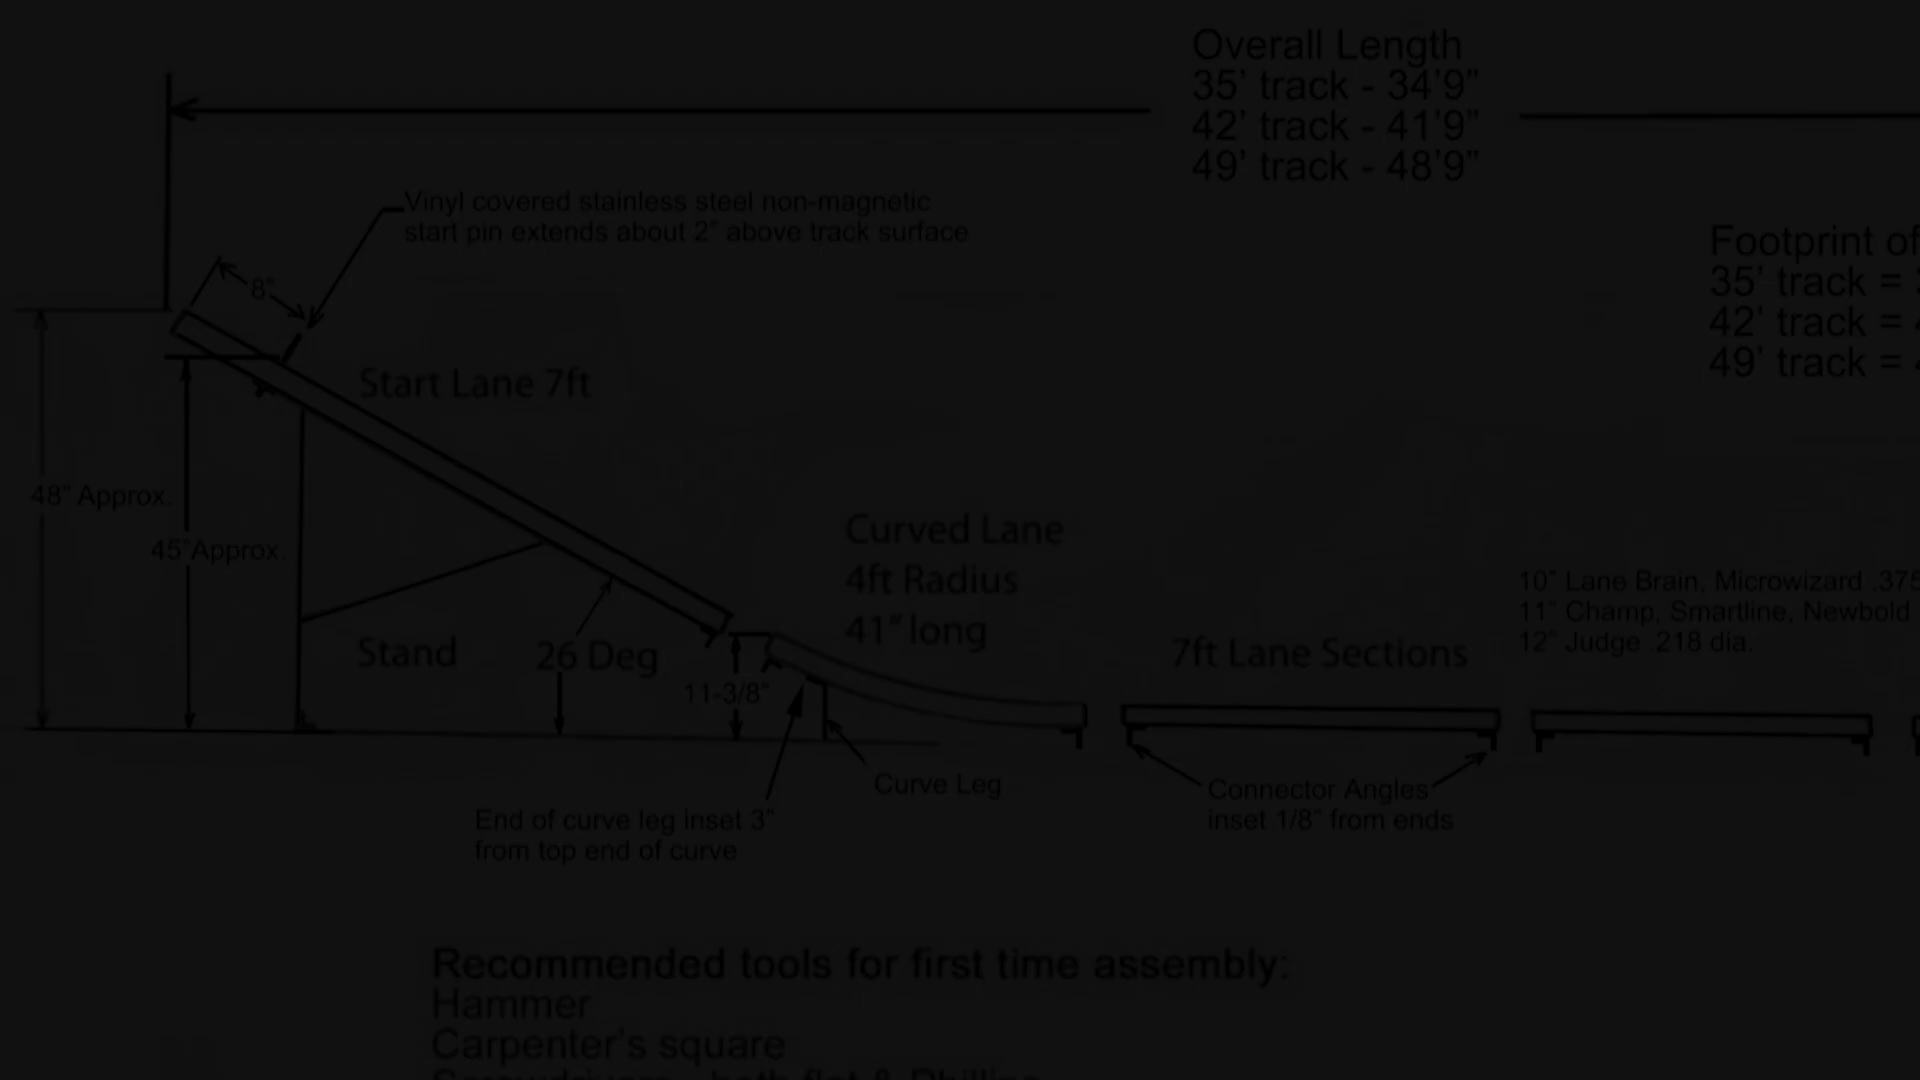 Overall Length
35' track - 34'9"
42' track - 41'9"
49' track - 48'9"
Vinyl covered stainless steel non-magnetic
start pin extends about 2" above track surface
Footprint of
35' track =
42' track =
49' track =
8"
Start Lane 7ft
48" Approx.
45"Approx.
Curved Lane
4ft Radius
41" long
10" Lane Brain, Microwizard .375
11" Champ, Smartline, Newbold
12" Judge .218 dia.
Stand
26 Deg
7ft Lane Sections
11-3/8"
Curve Leg
Connector Angles
inset 1/8" from ends
End of curve leg inset 3"
from top end of curve
Recommended tools for first time assembly:
Hammer
Carpenter's square